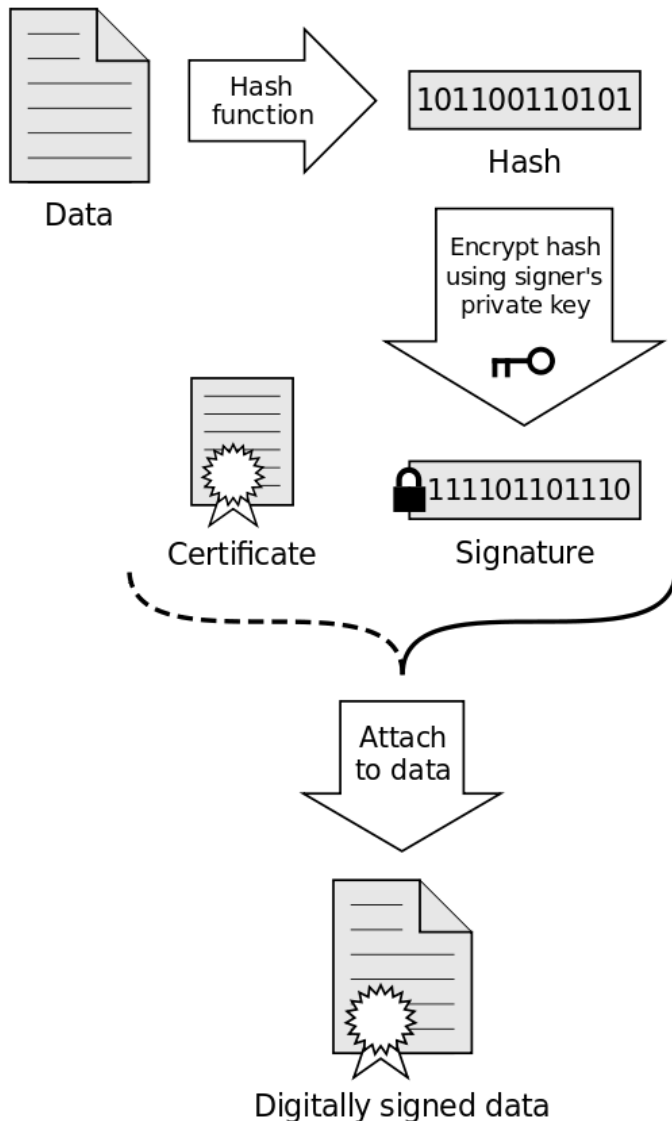 Hash
function
101100110101
Hash
Data
Encrypt hash
using signer's
private key
111101101110
Certificate
Signature
Attach
to data
Digitally signed data